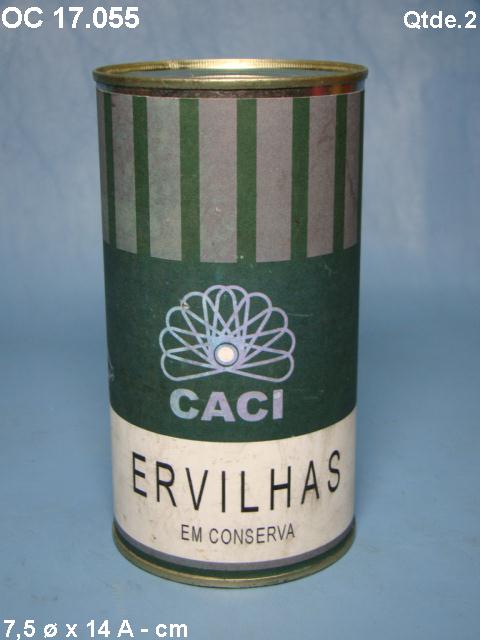 OC 17.055
Qtde.2
CACI
ERVILHAS
EM CONSERVA
7,5 ø x 14 A - cm